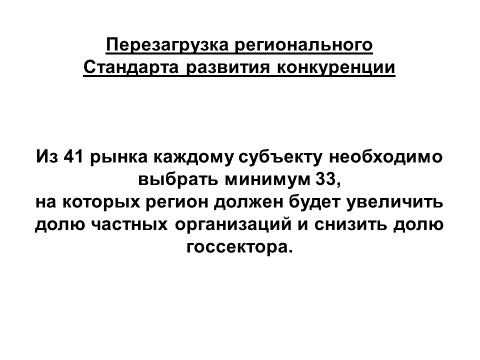 Перезагрузка регионального
Стандарта развития конкуренции
Из 41 рынка каждому субъекту необходимо
выбрать минимум 33,
на которых регион должен будет увеличить
долю частных организаций и снизить долю
госсектора.